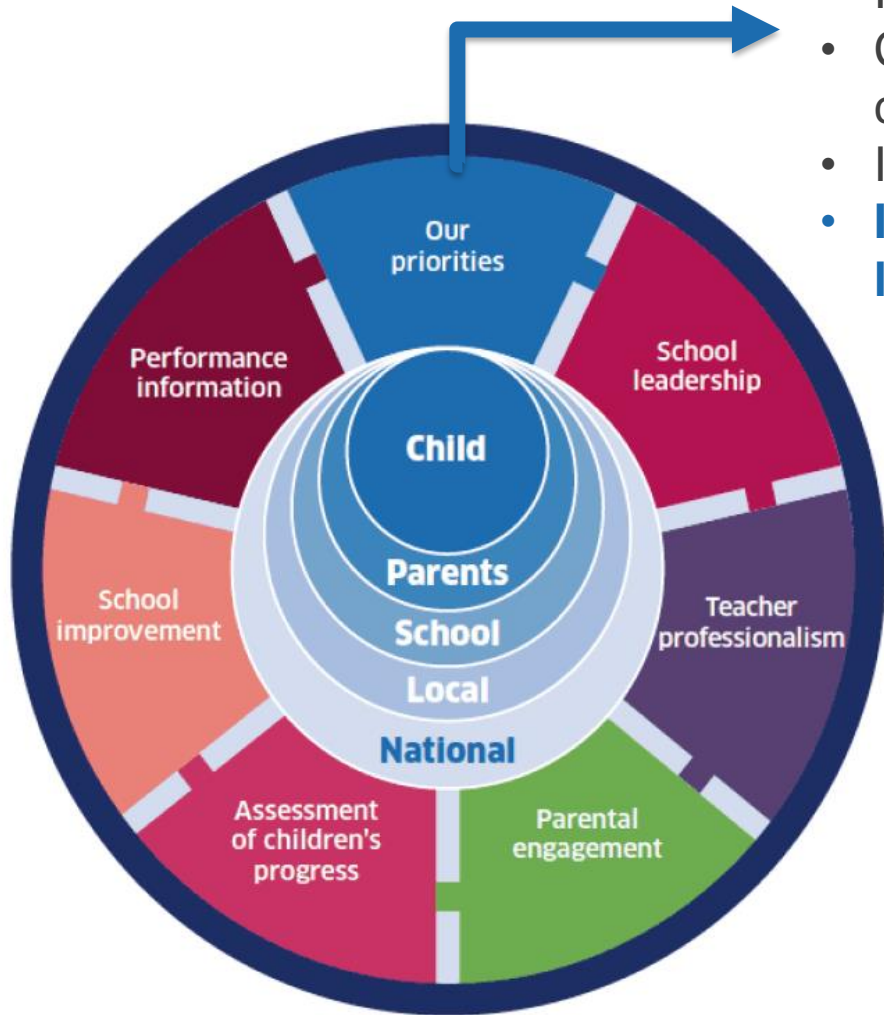 Our
priorities
School
leadership
Teacher
professionalism
Parental
engagement
Assessment
of children's
progress
School
improvement
Performance
information
Child
Parents
School
Local
National